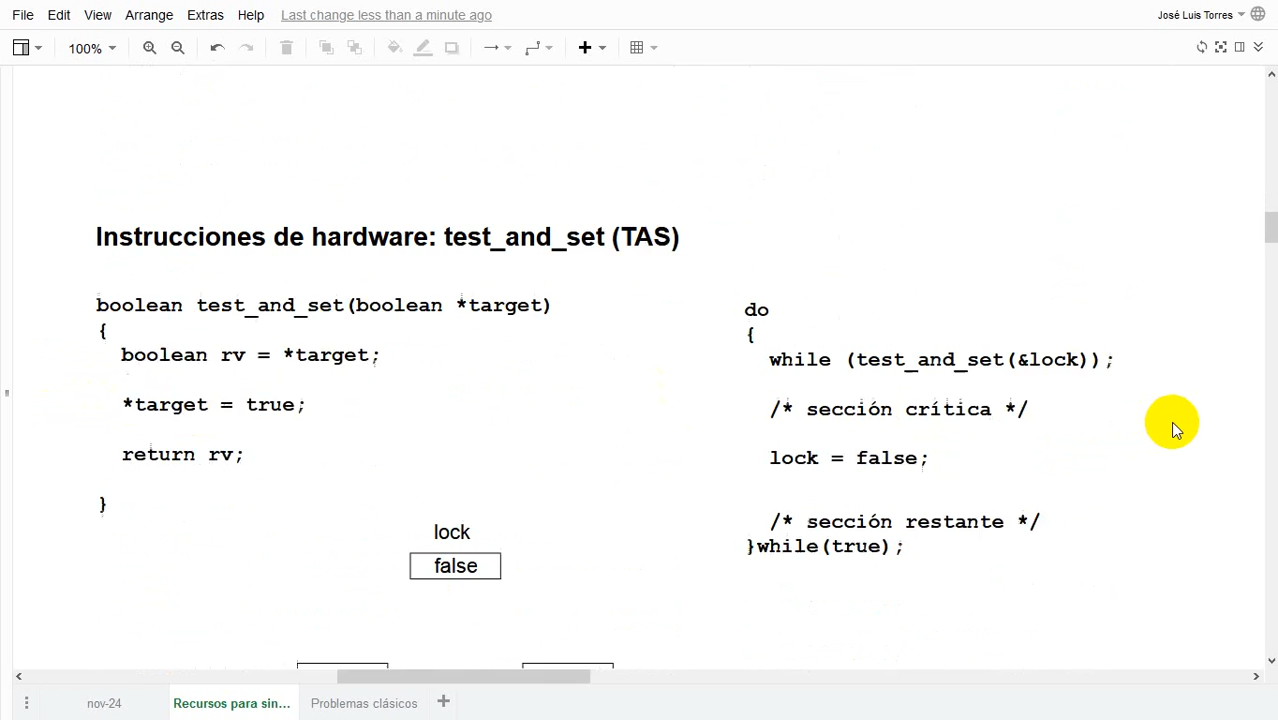 File Edit View Arrange Extras Help Last change less than a minute ago José Luis Torres
100%
Instrucciones de hardware: test_and_set (TAS)
boolean test_and_set(boolean *target)
{
boolean rv = *target;
*target = true;
return rv;
}
do
{
while (test_and_set(&lock));
/* sección crítica */
lock = false;
/* sección restante */
}while(true);
lock
false
nov-24 Recursos para sin... Problemas clásicos